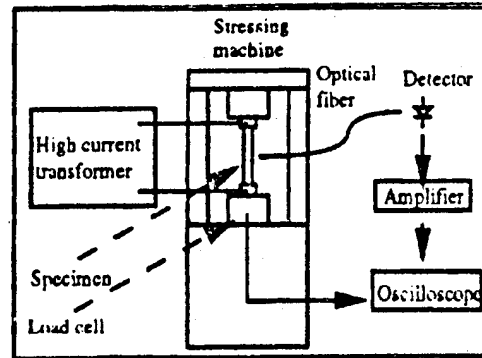 Stressing
machine
Optical
fiber
Detector
High current
transformer
Amplifier
Specimen
Oscilloscope
Load cell